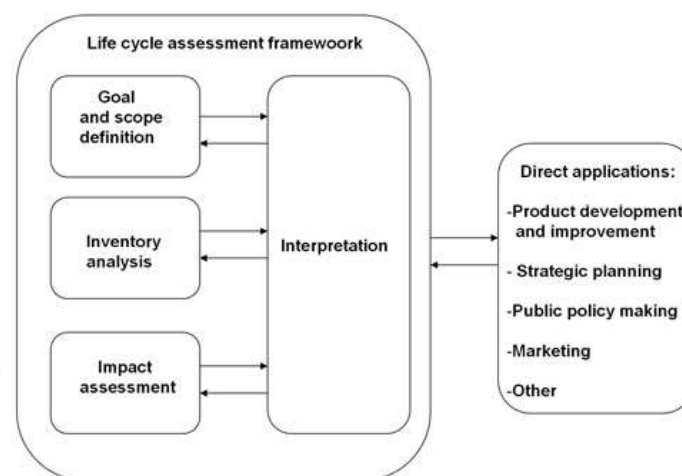 Life cycle assessment framewoork
Goal
and scope
definition
Inventory
analysis
Interpretation
Impact
assessment
Direct applications:
-Product development
and improvement
- Strategic planning
-Public policy making
-Marketing
-Other